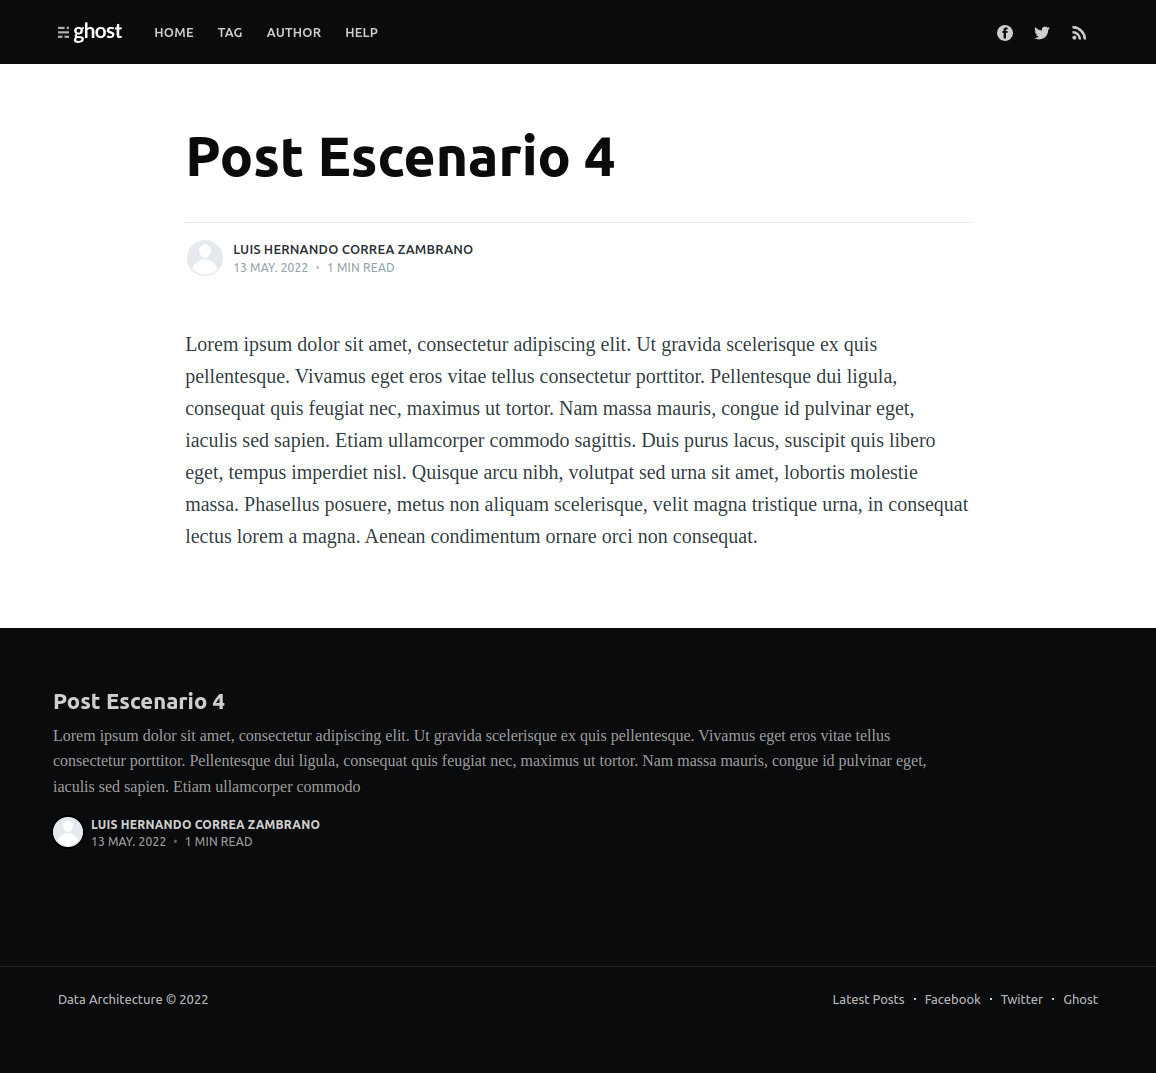 ghost HOME TAG AUTHOR HELP
Post Escenario 4
LUIS HERNANDO CORREA ZAMBRANO
13 MAY. 2022 • 1 MIN READ
Lorem ipsum dolor sit amet, consectetur adipiscing elit. Ut gravida scelerisque ex quis
pellentesque. Vivamus eget eros vitae tellus consectetur porttitor. Pellentesque dui ligula,
consequat quis feugiat nec, maximus ut tortor. Nam massa mauris, congue id pulvinar eget,
iaculis sed sapien. Etiam ullamcorper commodo sagittis. Duis purus lacus, suscipit quis libero
eget, tempus imperdiet nisl. Quisque arcu nibh, volutpat sed urna sit amet, lobortis molestie
massa. Phasellus posuere, metus non aliquam scelerisque, velit magna tristique urna, in consequat
lectus lorem a magna. Aenean condimentum ornare orci non consequat.
Post Escenario 4
Lorem ipsum dolor sit amet, consectetur adipiscing elit. Ut gravida scelerisque ex quis pellentesque. Vivamus eget eros vitae tellus
consectetur porttitor. Pellentesque dui ligula, consequat quis feugiat nec, maximus ut tortor. Nam massa mauris, congue id pulvinar eget,
iaculis sed sapien. Etiam ullamcorper commodo
LUIS HERNANDO CORREA ZAMBRANO
13 MAY. 2022 • 1 MIN READ
Data Architecture © 2022 Latest Posts · Facebook · Twitter · Ghost